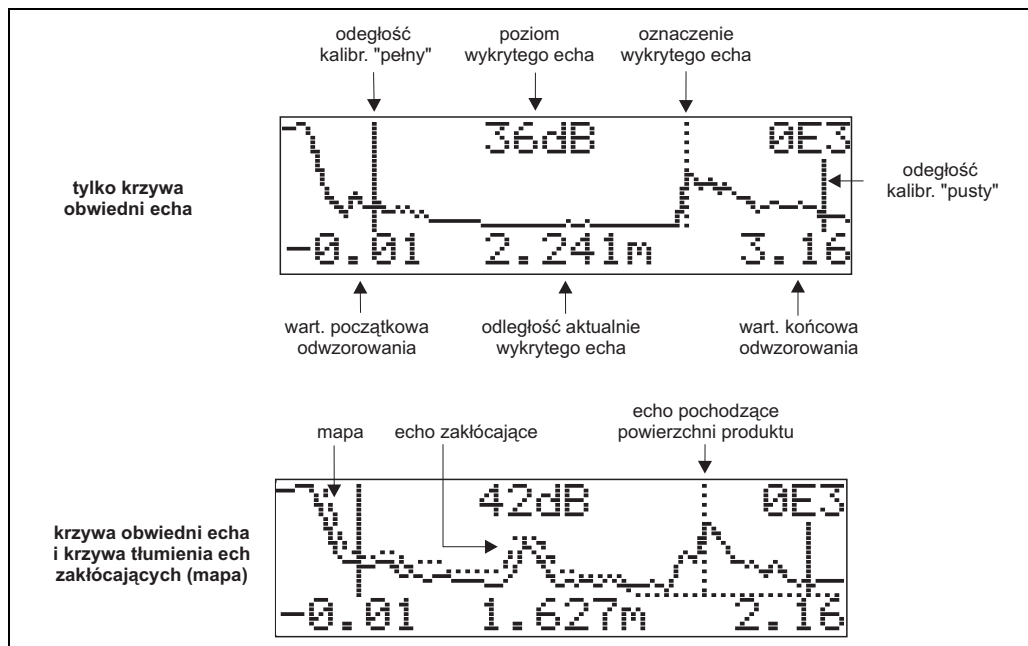 odegłość
kalibr. "pełny"
poziom
wykrytego echa
oznaczenie
wykrytego echa
36dB
0E3
tylko krzywa
obwiedni echa
odegłość
kalibr. "pusty"
-0.01
2.241m
3.16
wart. początkowa
odwzorowania
odległość aktualnie
wykrytego echa
wart. końcowa
odwzorowania
mapa
echo zakłócające
echo pochodzące
powierzchni produktu
42dB
0E3
krzywa obwiedni echa
i krzywa tłumienia ech
zakłócających (mapa)
-0.01
1.627m
2.16